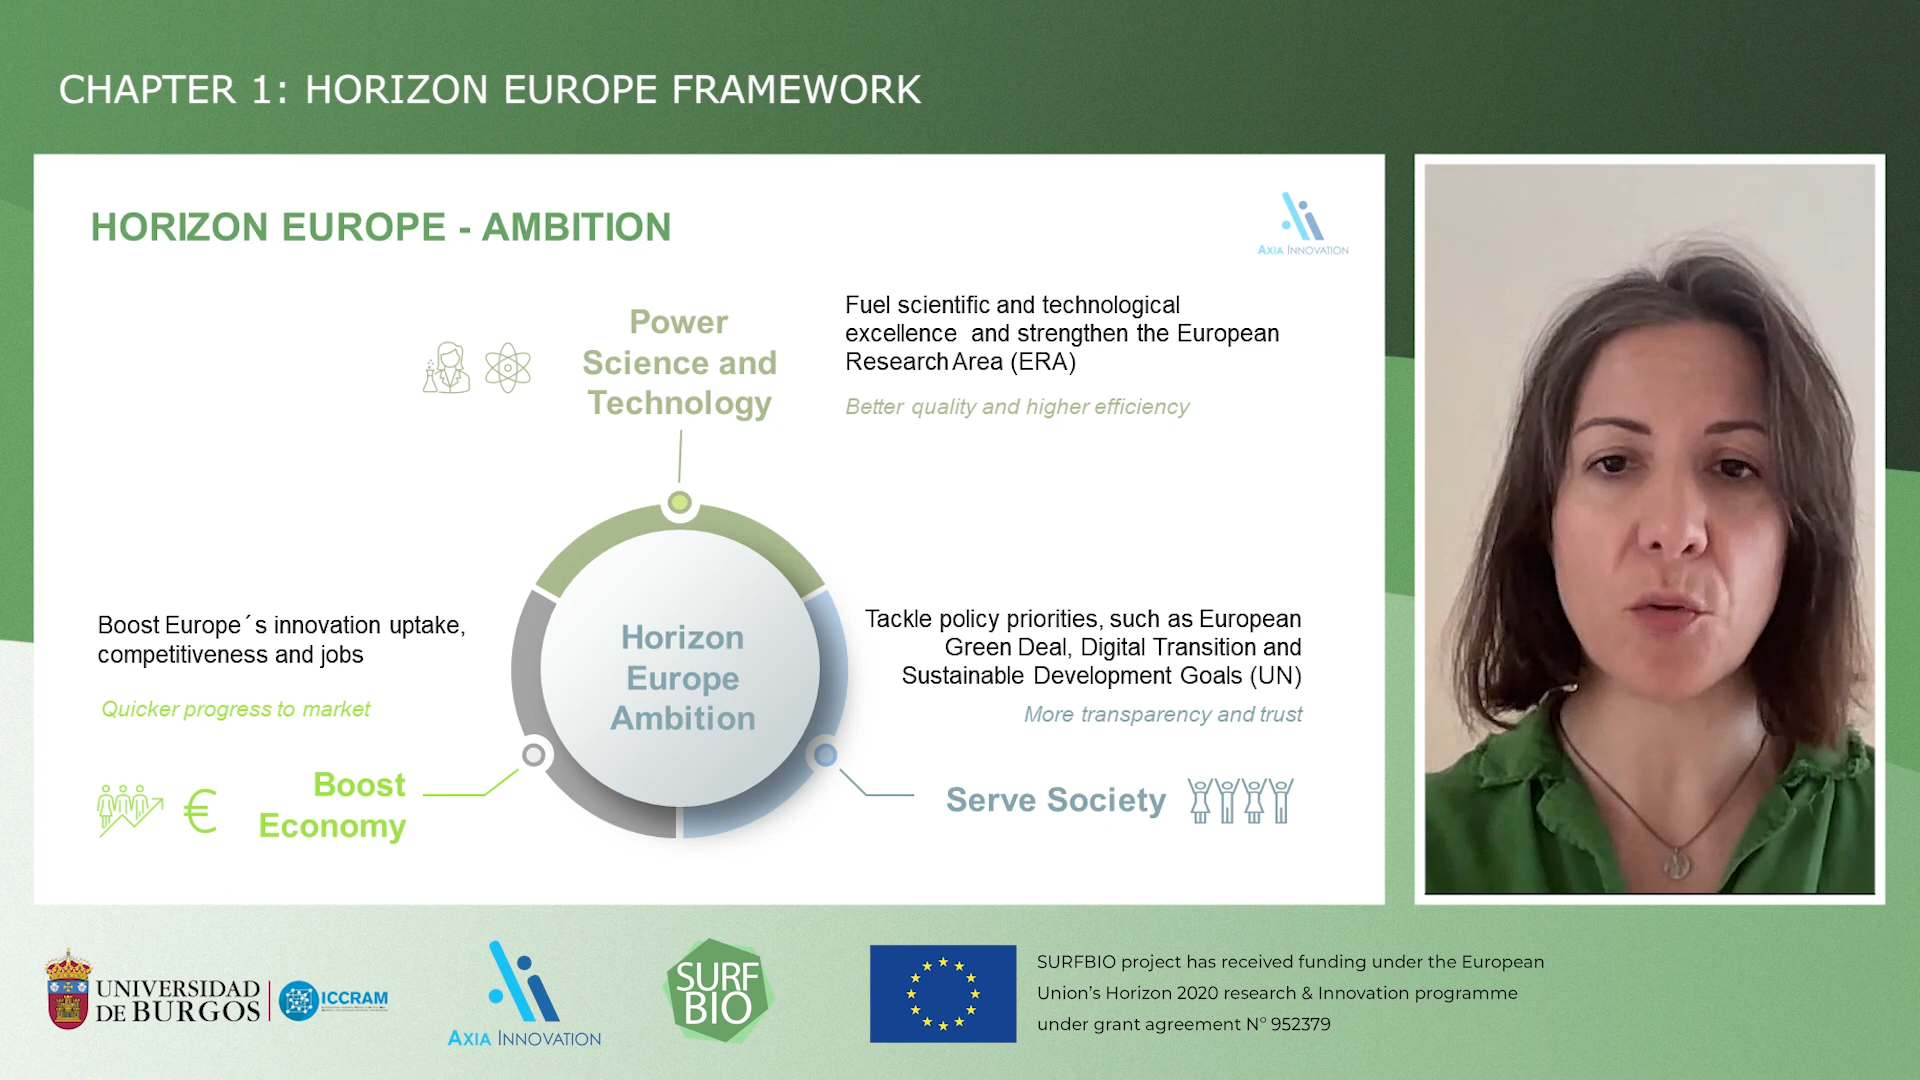 CHAPTER 1: HORIZON EUROPE FRAMEWORK
HORIZON EUROPE - AMBITION
AXIA INNOVATION
Power
Science and
Technology
Fuel scientific and technological
excellence and strengthen the European
Research Area (ERA)
Better quality and higher efficiency
Boost Europe´s innovation uptake,
competitiveness and jobs
Quicker progress to market
Boost
Economy
€
Horizon
Europe
Ambition
Tackle policy priorities, such as European
Green Deal, Digital Transition and
Sustainable Development Goals (UN)
More transparency and trust
Serve Society
UNIVERSIDAD
DE BURGOS
ICCRAM
AXIA INNOVATION
SURF
BIO
SURFBIO project has received funding under the European
Union's Horizon 2020 research & Innovation programme
under grant agreement Nº 952379